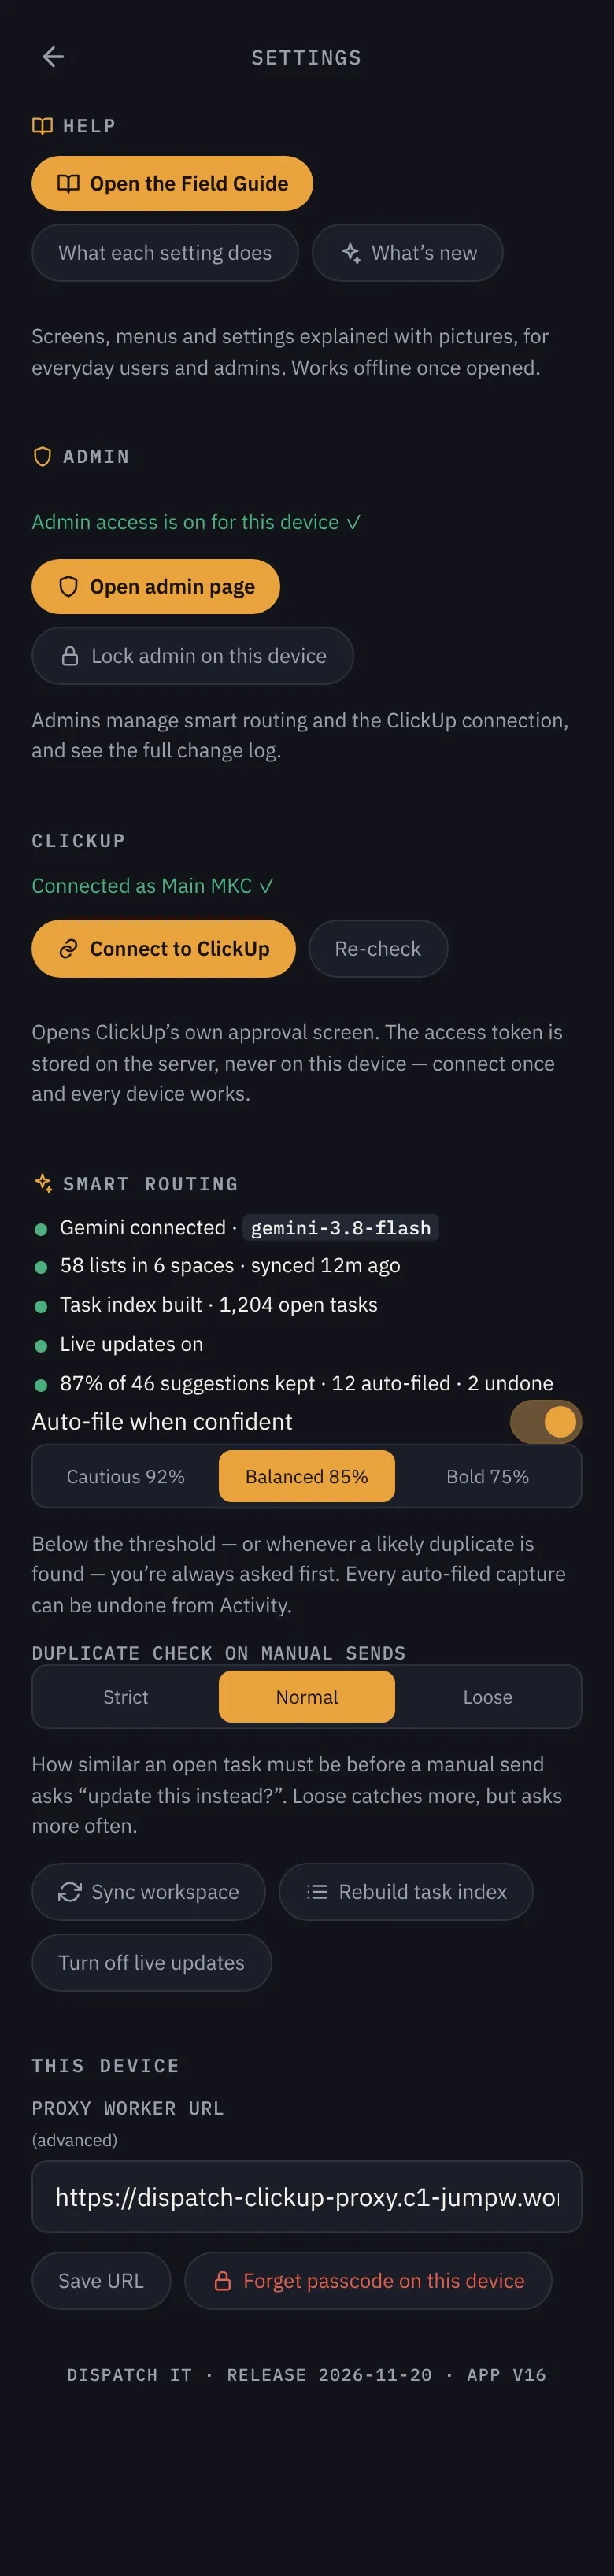 SETTINGS
HELP
Open the Field Guide
What each setting does
What’s new
Screens, menus and settings explained with pictures, for
everyday users and admins. Works offline once opened.
ADMIN
Admin access is on for this device ✓
Open admin page
Lock admin on this device
Admins manage smart routing and the ClickUp connection,
and see the full change log.
CLICKUP
Connected as Main MKC ✓
Connect to ClickUp
Re-check
Opens ClickUp’s own approval screen. The access token is
stored on the server, never on this device — connect once
and every device works.
SMART ROUTING
Gemini connected · gemini-3.8-flash
58 lists in 6 spaces · synced 12m ago
Task index built · 1,204 open tasks
Live updates on
87% of 46 suggestions kept · 12 auto-filed · 2 undone
Auto-file when confident
Cautious 92%
Balanced 85%
Bold 75%
Below the threshold — or whenever a likely duplicate is
found — you’re always asked first. Every auto-filed capture
can be undone from Activity.
DUPLICATE CHECK ON MANUAL SENDS
Strict
Normal
Loose
How similar an open task must be before a manual send
asks “update this instead?”. Loose catches more, but asks
more often.
Sync workspace
Rebuild task index
Turn off live updates
THIS DEVICE
PROXY WORKER URL
(advanced)
https://dispatch-clickup-proxy.c1-jumpw.wor
Save URL
Forget passcode on this device
DISPATCH IT · RELEASE 2026-11-20 · APP V16